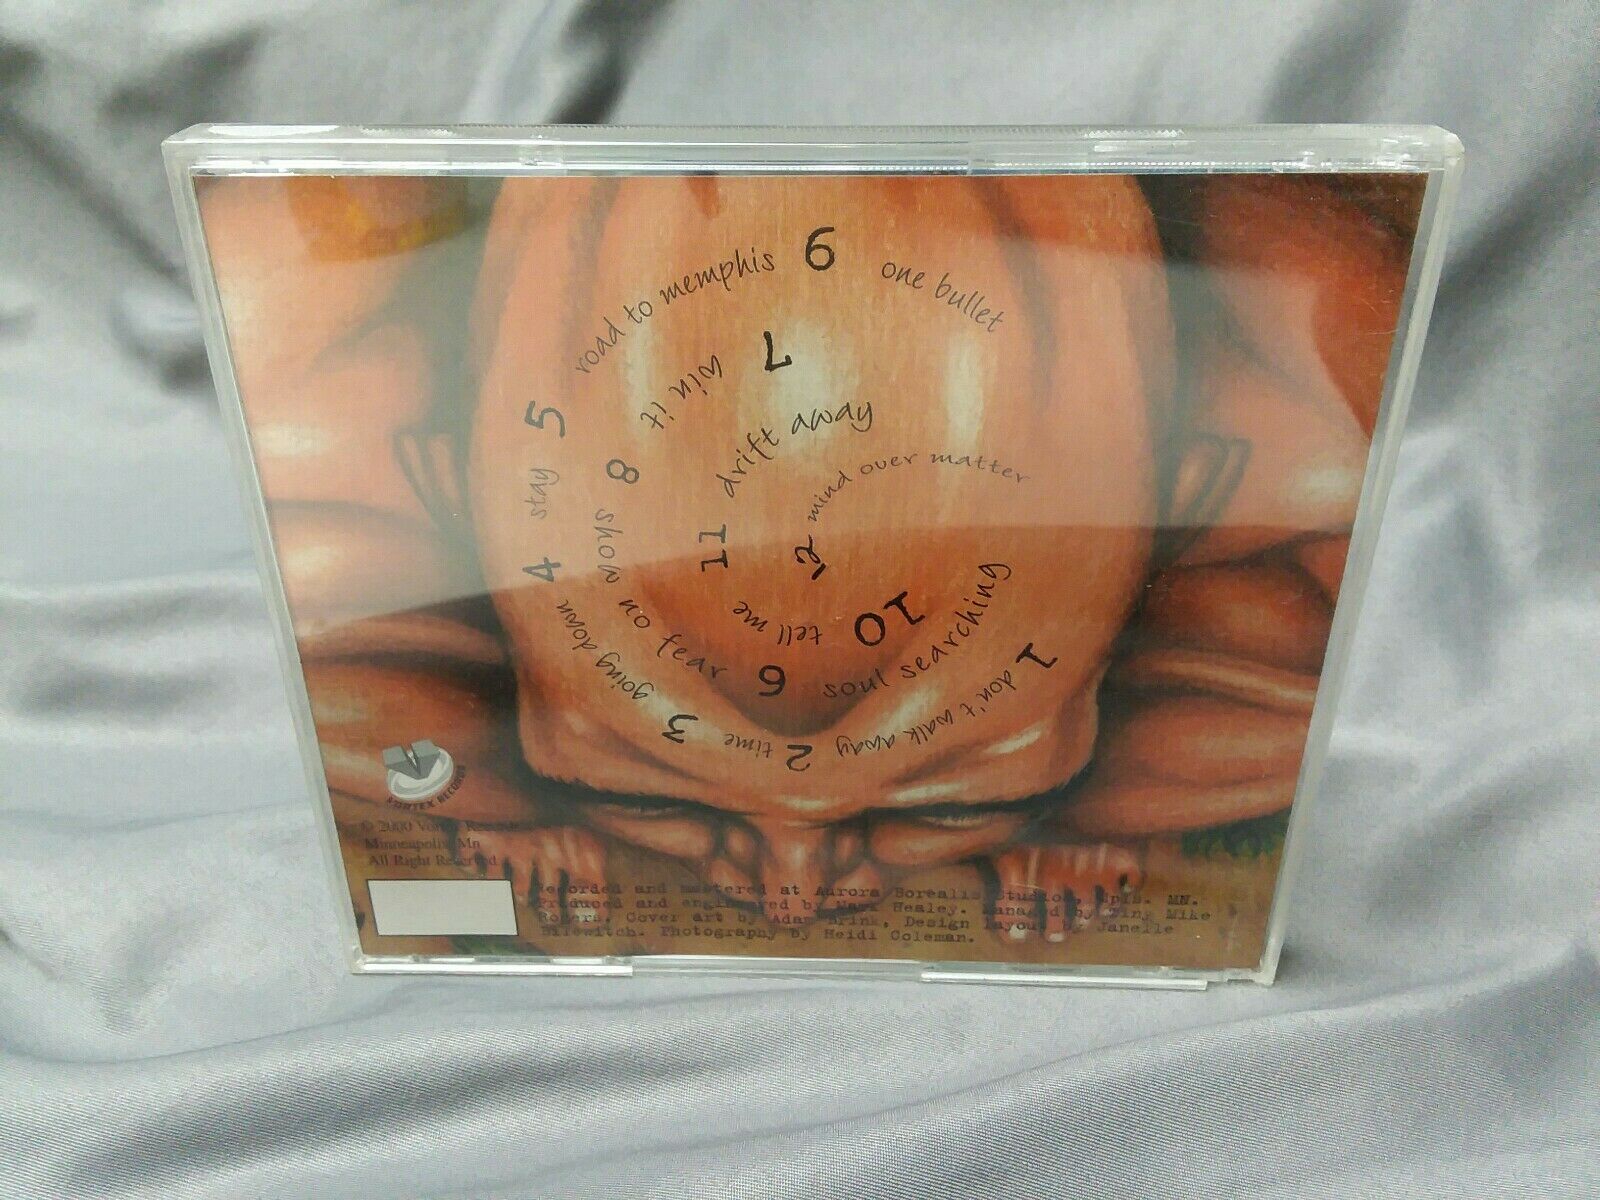 1 don't walk away
2 time
3 going down
4 stay
5 road to memphis
6 one bullet
7 win it
8 show no fear
9 soul searching
10 tell me
11 drift away
12 mind over matter
VORTEX RECORDS
© 2000 Vortex Records
Minneapolis, Mn
All Right Reserved
Recorded and mastered at Aurora Borealis Studios, Mpls. MN.
Produced and engineered by Mark Healey. Managed by Tiny Mike
Rogers. Cover art by Adam Brink, Design layout by Janelle
Photography by Heidi Coleman.